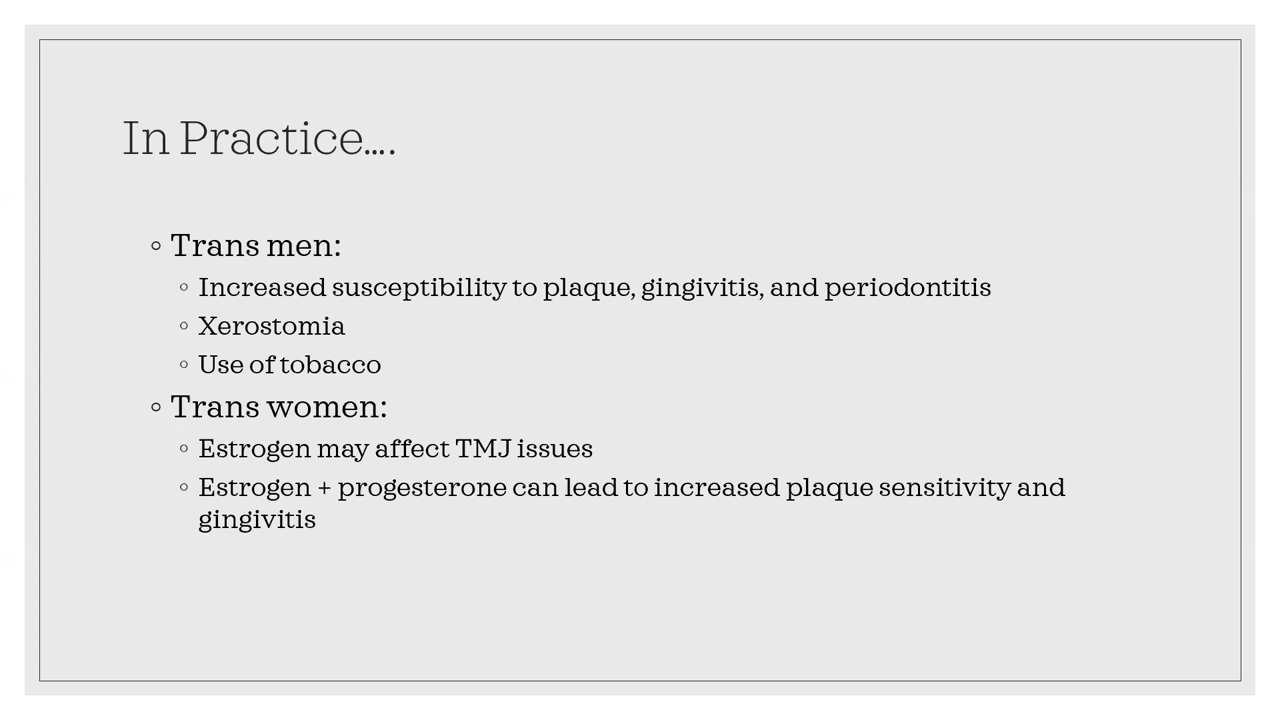 In Practice....
◦ Trans men:
◦ Increased susceptibility to plaque, gingivitis, and periodontitis
◦ Xerostomia
◦ Use of tobacco
◦ Trans women:
◦ Estrogen may affect TMJ issues
◦ Estrogen + progesterone can lead to increased plaque sensitivity and
gingivitis